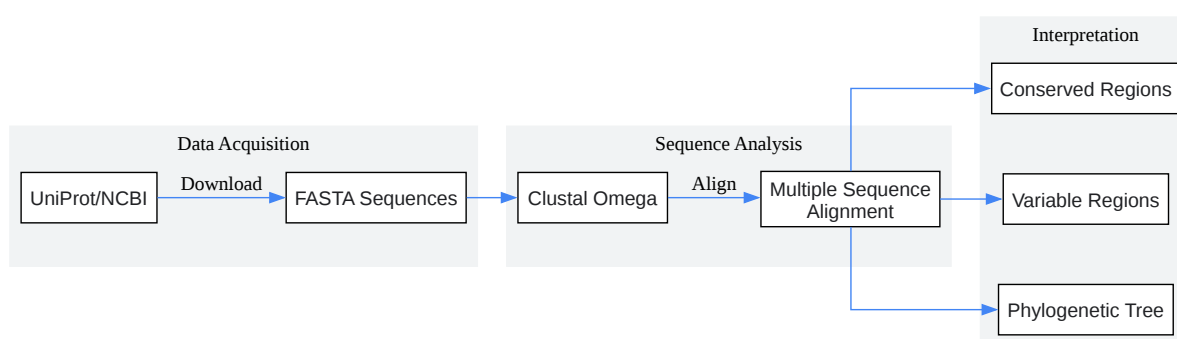 Interpretation
Conserved Regions
Data Acquisition
Sequence Analysis
UniProt/NCBI
Download
FASTA Sequences
Clustal Omega
Align
Multiple Sequence
Alignment
Variable Regions
Phylogenetic Tree